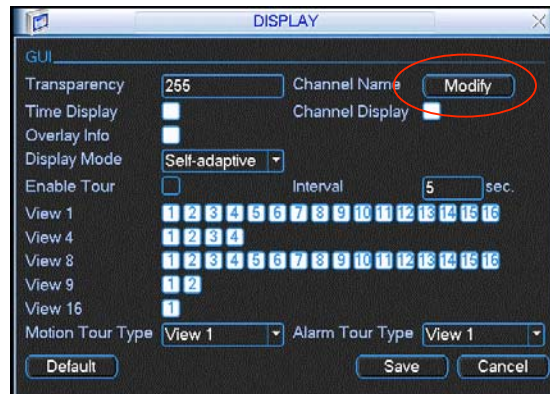 DISPLAY
GUI
Transparency 255 Channel Name Modify
Time Display Channel Display
Overlay Info
Display Mode Self-adaptive
Enable Tour Interval 5 sec.
View 1 1 2 3 4 5 6 7 8 9 10 11 12 13 14 15 16
View 4 1 2 3 4
View 8 1 2 3 4 5 6 7 8 9 10 11 12 13 14 15 16
View 9 1 2
View 16 1
Motion Tour Type View 1 Alarm Tour Type View 1
Default Save Cancel